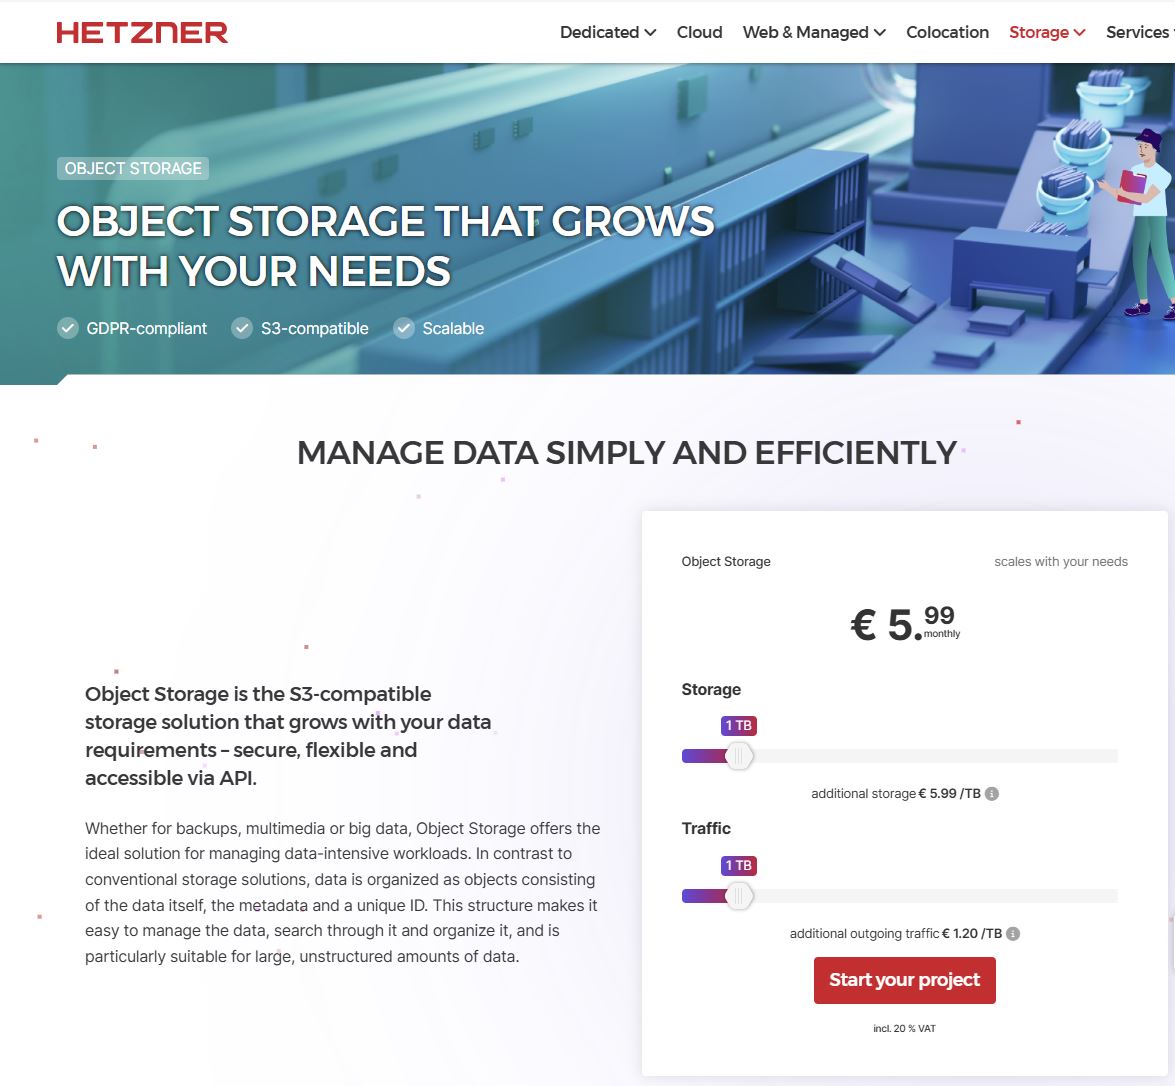 HETZNER
Dedicated Cloud Web & Managed Colocation Storage Services
OBJECT STORAGE
OBJECT STORAGE THAT GROWS
WITH YOUR NEEDS
GDPR-compliant S3-compatible Scalable
MANAGE DATA SIMPLY AND EFFICIENTLY
Object Storage is the S3-compatible
storage solution that grows with your data
requirements – secure, flexible and
accessible via API.
Whether for backups, multimedia or big data, Object Storage offers the
ideal solution for managing data-intensive workloads. In contrast to
conventional storage solutions, data is organized as objects consisting
of the data itself, the metadata and a unique ID. This structure makes it
easy to manage the data, search through it and organize it, and is
particularly suitable for large, unstructured amounts of data.
Object Storage scales with your needs
€ 5.99 monthly
Storage
1 TB
additional storage € 5.99 /TB
Traffic
1 TB
additional outgoing traffic € 1.20 /TB
Start your project
incl. 20 % VAT